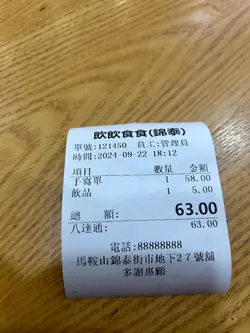 飲飲食食(錦泰)
單號:121450 員工:管理員
時間:2024-09-22 18:12
項目 數量 金額
手寫單 1 58.00
飲品 1 5.00
總 額: 63.00
八達通: 63.00
電話:88888888
馬鞍山錦泰街市地下27號舖
多謝惠顧